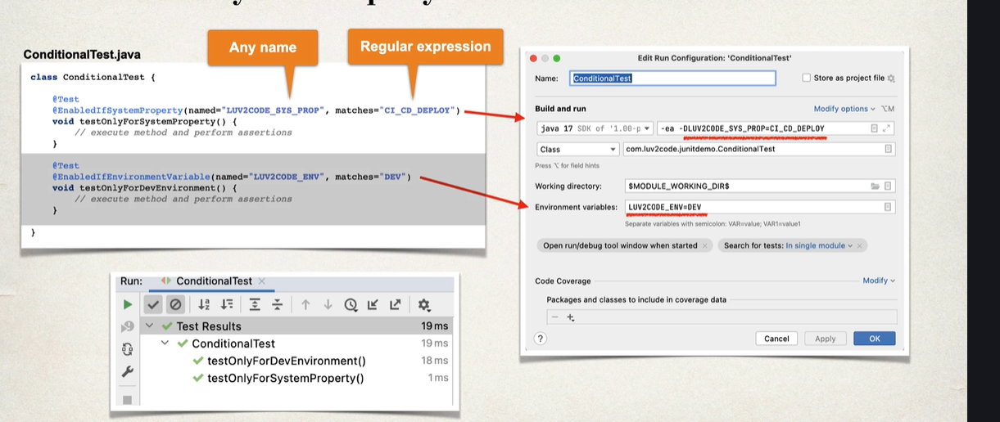 Any name
Regular expression
ConditionalTest.java
class ConditionalTest {
@Test
@EnabledIfSystemProperty(named="LUV2CODE_SYS_PROP", matches="CI_CD_DEPLOY")
void testOnlyForSystemProperty() {
// execute method and perform assertions
}
@Test
@EnabledIfEnvironmentVariable(named="LUV2CODE_ENV", matches="DEV")
void testOnlyForDevEnvironment() {
// execute method and perform assertions
}
}
Edit Run Configuration: 'ConditionalTest'
Name: ConditionalTest Store as project file
Build and run Modify options ⌥M
java 17 SDK of '1.00-p -ea -DLUV2CODE_SYS_PROP=CI_CD_DEPLOY
Class com.luv2code.junitdemo.ConditionalTest
Press ⌥ for field hints
Working directory: $MODULE_WORKING_DIR$
Environment variables: LUV2CODE_ENV=DEV
Separate variables with semicolon: VAR=value; VAR1=value1
Open run/debug tool window when started × Search for tests: In single module ×
Code Coverage Modify
Packages and classes to include in coverage data
? Cancel Apply OK
Run: ConditionalTest ×
Test Results 19 ms
ConditionalTest 19 ms
testOnlyForDevEnvironment() 18 ms
testOnlyForSystemProperty() 1 ms